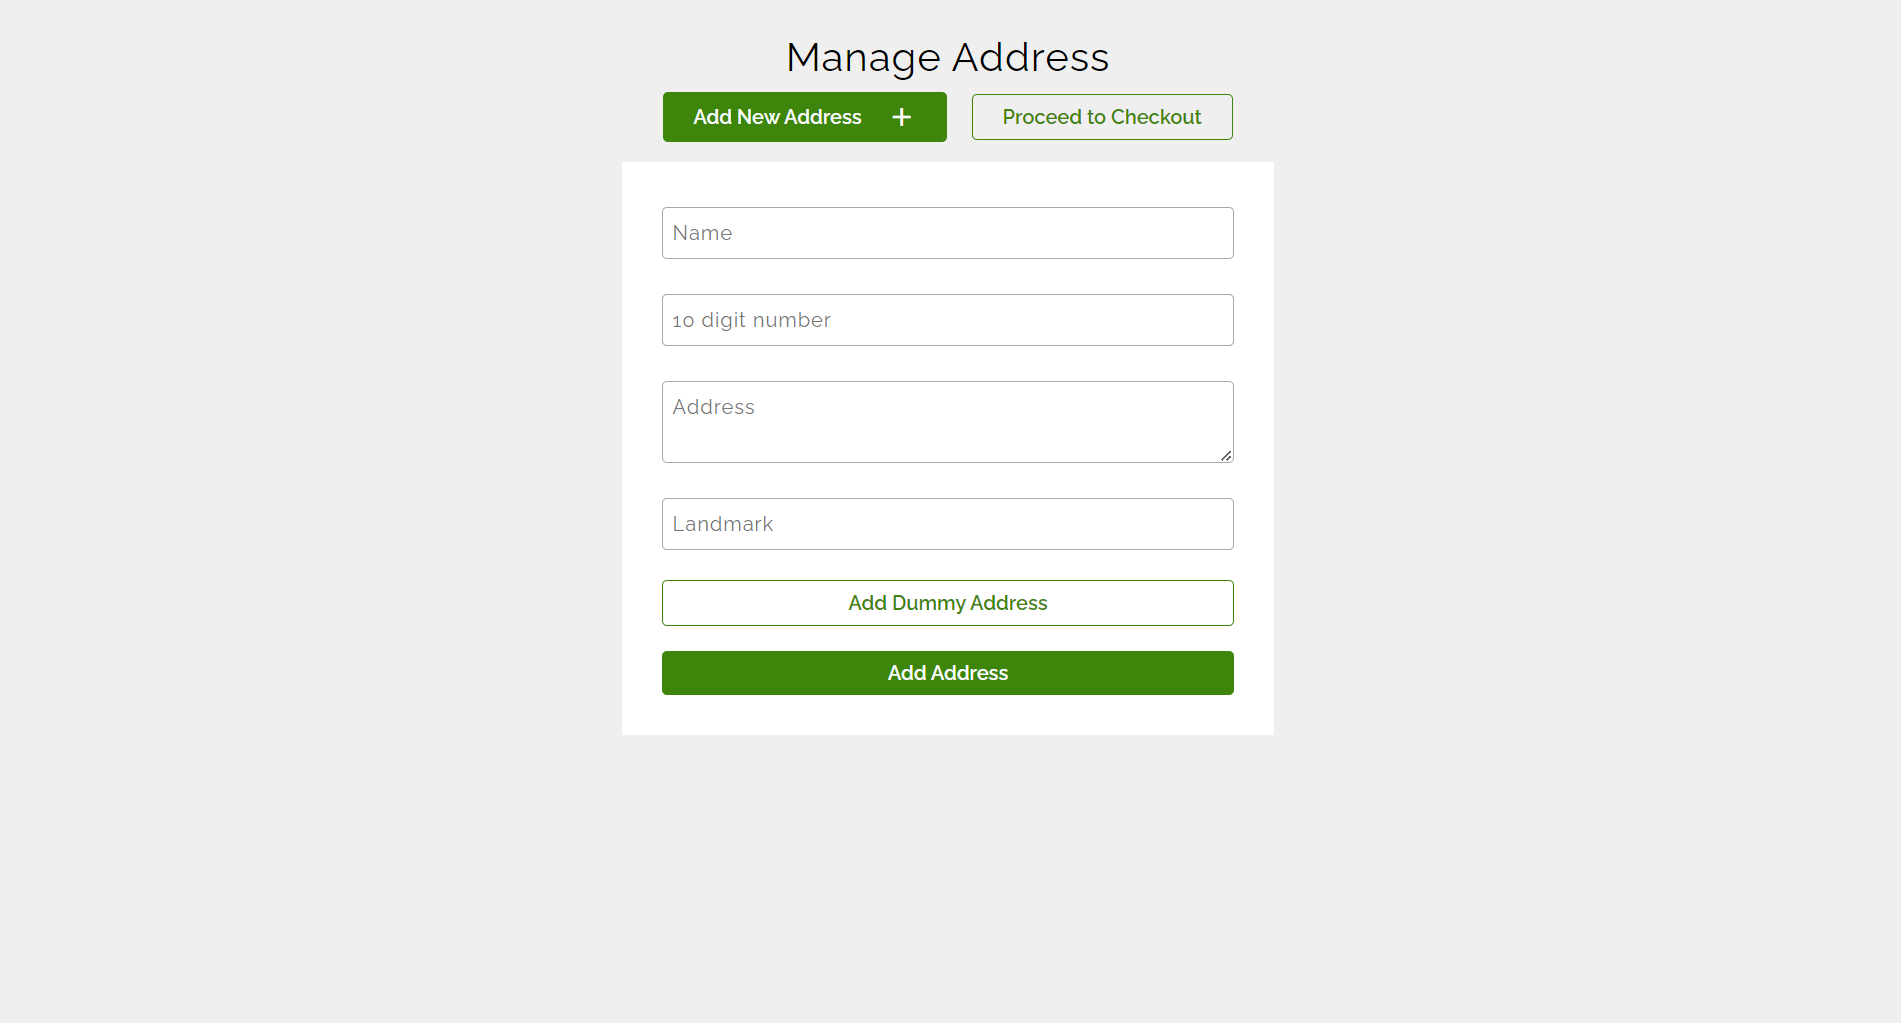 Manage Address
Add New Address +
Proceed to Checkout
Name
10 digit number
Address
Landmark
Add Dummy Address
Add Address